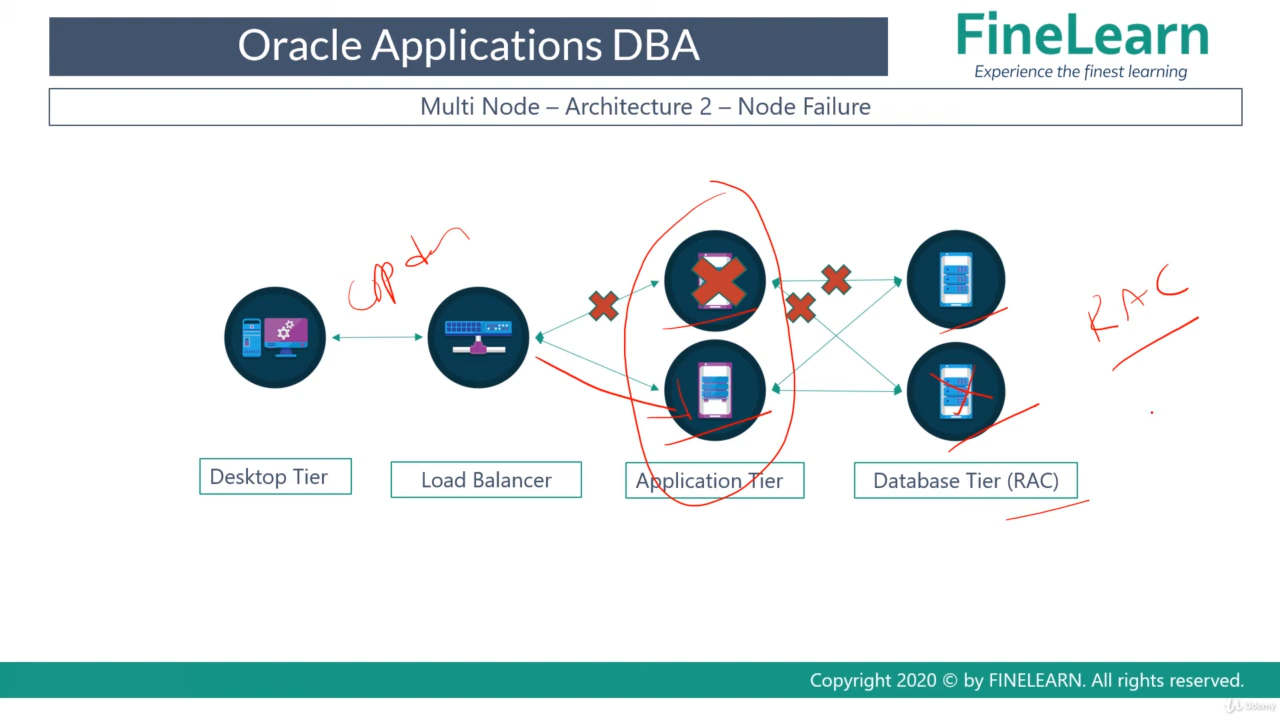 Oracle Applications DBA
FineLearn
Experience the finest learning
Multi Node – Architecture 2 – Node Failure
RAC
Desktop Tier
Load Balancer
Application Tier
Database Tier (RAC)
Copyright 2020 © by FINELEARN. All rights reserved.
Udemy